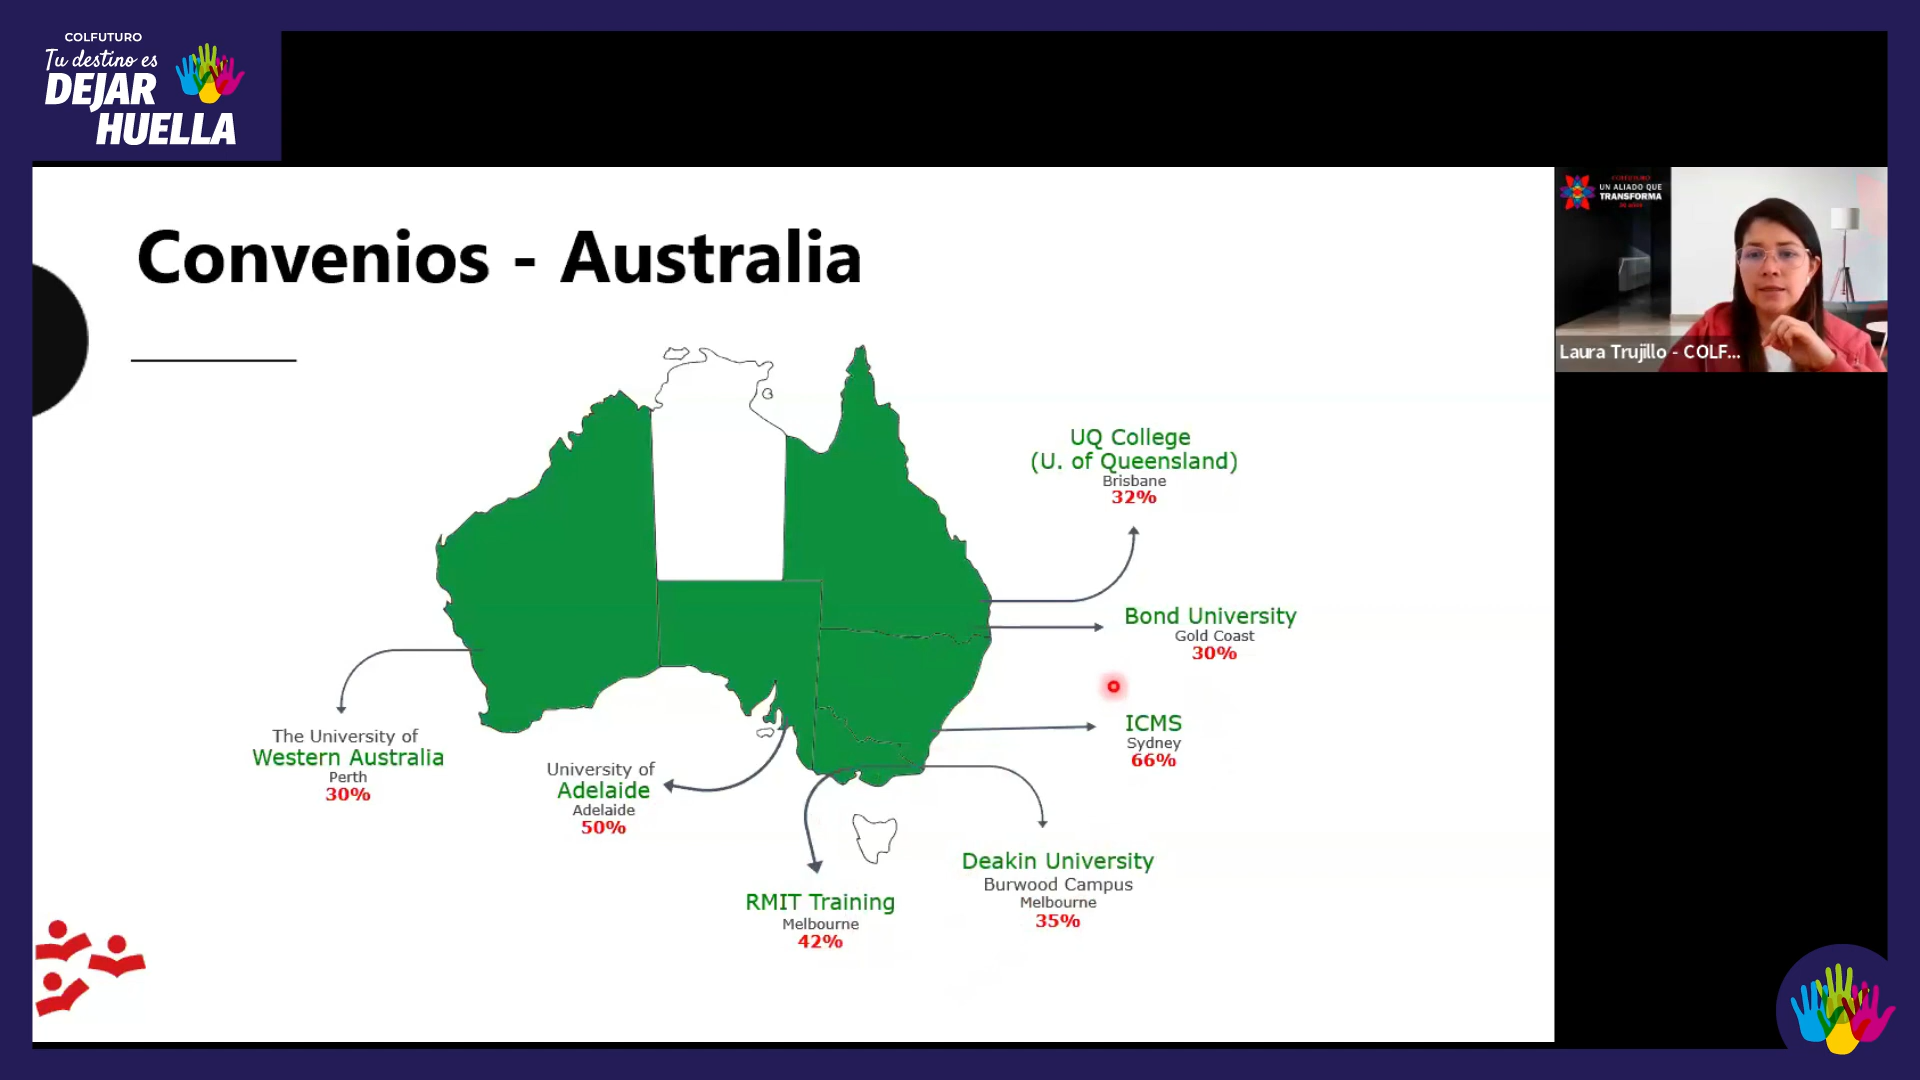 COLFUTURO
Tu destino es
DEJAR
HUELLA
UN ALIADO QUE
TRANSFORMA
Laura Trujillo - COLF...
Convenios - Australia
UQ College
(U. of Queensland)
Brisbane
32%
Bond University
Gold Coast
30%
ICMS
Sydney
66%
The University of
Western Australia
Perth
30%
University of
Adelaide
Adelaide
50%
Deakin University
Burwood Campus
Melbourne
35%
RMIT Training
Melbourne
42%